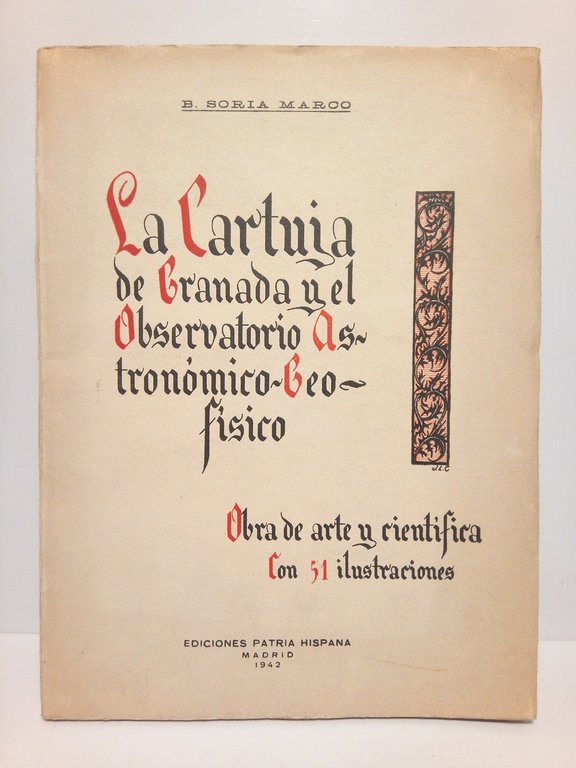 B. SORIA MARCO
La Cartuja
de Granada y el
Observatorio As-
tronómico-Geo-
físico
J.L.C
Obra de arte y científica
Con 51 ilustraciones
EDICIONES PATRIA HISPANA
MADRID
1942